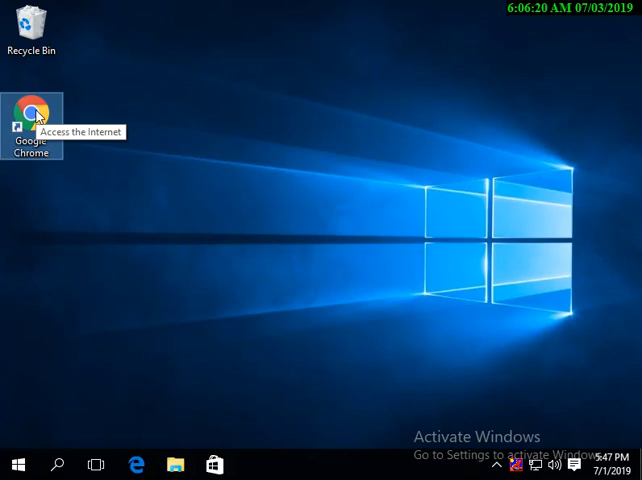 6:06:20 AM 07/03/2019
Recycle Bin
Access the Internet
Google
Chrome
Activate Windows
Go to Settings to activate Windows.
5:47 PM
7/1/2019